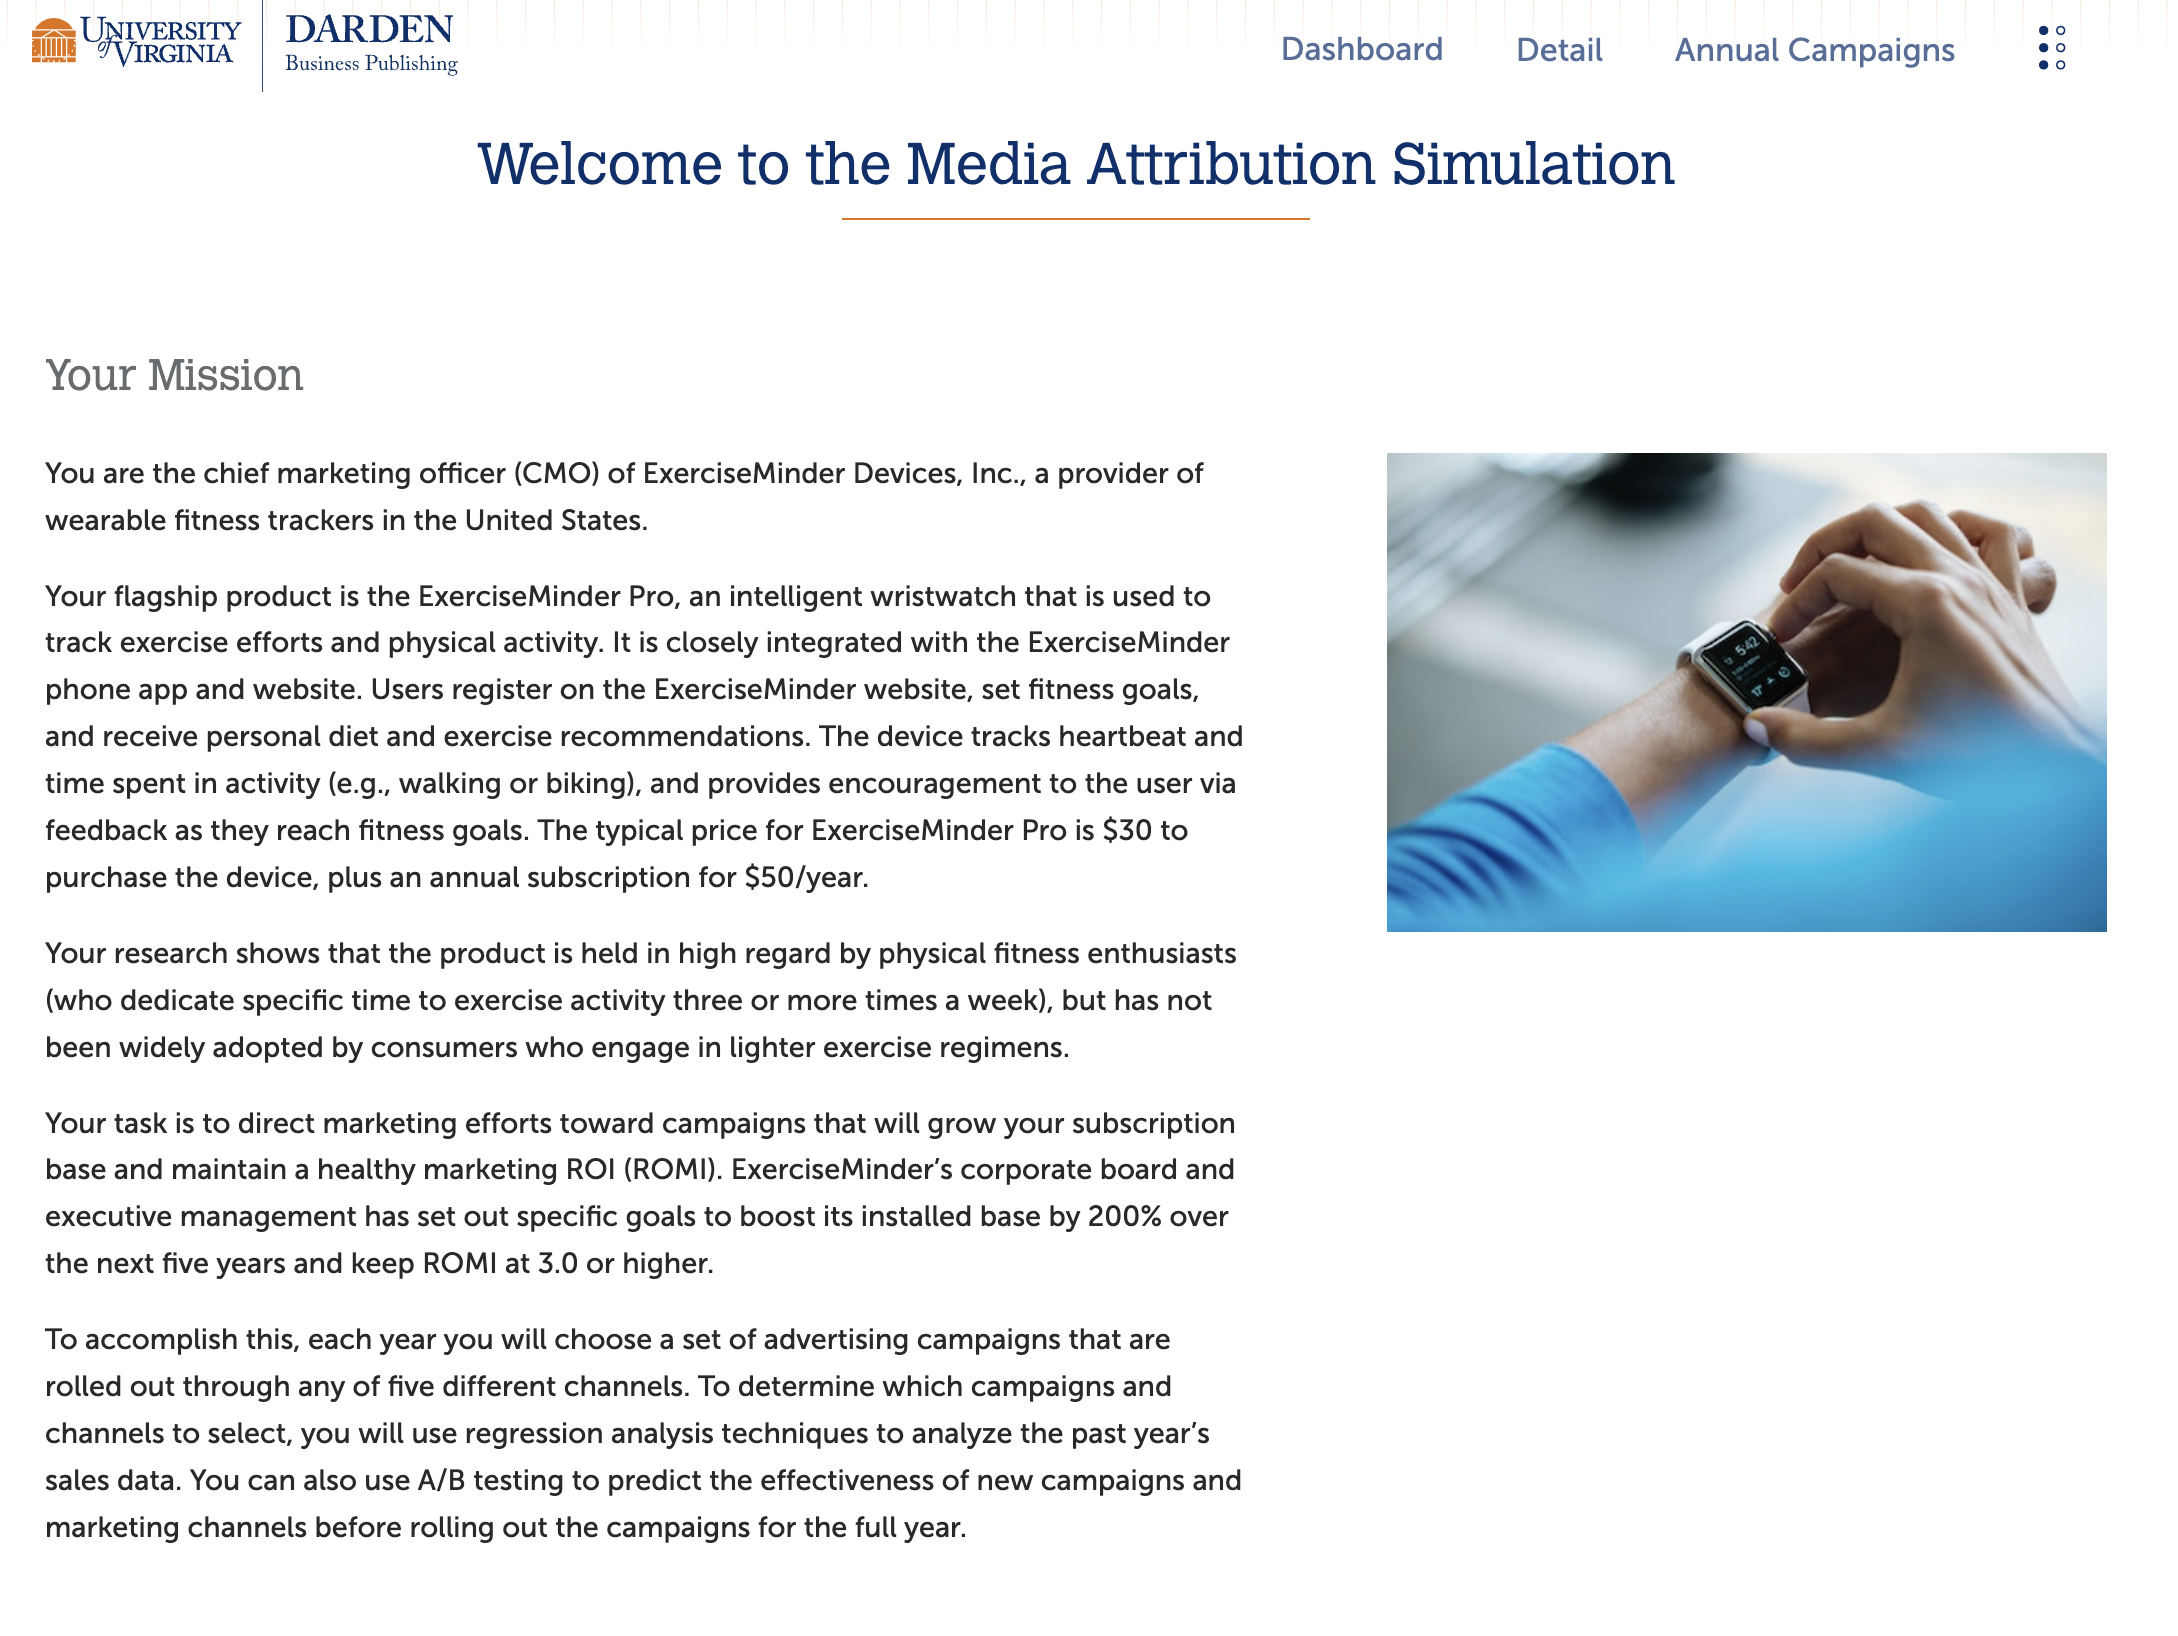 UNIVERSITY of VIRGINIA
DARDEN
Business Publishing
Dashboard
Detail
Annual Campaigns
Welcome to the Media Attribution Simulation
Your Mission
You are the chief marketing officer (CMO) of ExerciseMinder Devices, Inc., a provider of
wearable fitness trackers in the United States.
Your flagship product is the ExerciseMinder Pro, an intelligent wristwatch that is used to
track exercise efforts and physical activity. It is closely integrated with the ExerciseMinder
phone app and website. Users register on the ExerciseMinder website, set fitness goals,
and receive personal diet and exercise recommendations. The device tracks heartbeat and
time spent in activity (e.g., walking or biking), and provides encouragement to the user via
feedback as they reach fitness goals. The typical price for ExerciseMinder Pro is $30 to
purchase the device, plus an annual subscription for $50/year.
Your research shows that the product is held in high regard by physical fitness enthusiasts
(who dedicate specific time to exercise activity three or more times a week), but has not
been widely adopted by consumers who engage in lighter exercise regimens.
Your task is to direct marketing efforts toward campaigns that will grow your subscription
base and maintain a healthy marketing ROI (ROMI). ExerciseMinder’s corporate board and
executive management has set out specific goals to boost its installed base by 200% over
the next five years and keep ROMI at 3.0 or higher.
To accomplish this, each year you will choose a set of advertising campaigns that are
rolled out through any of five different channels. To determine which campaigns and
channels to select, you will use regression analysis techniques to analyze the past year’s
sales data. You can also use A/B testing to predict the effectiveness of new campaigns and
marketing channels before rolling out the campaigns for the full year.
5:42